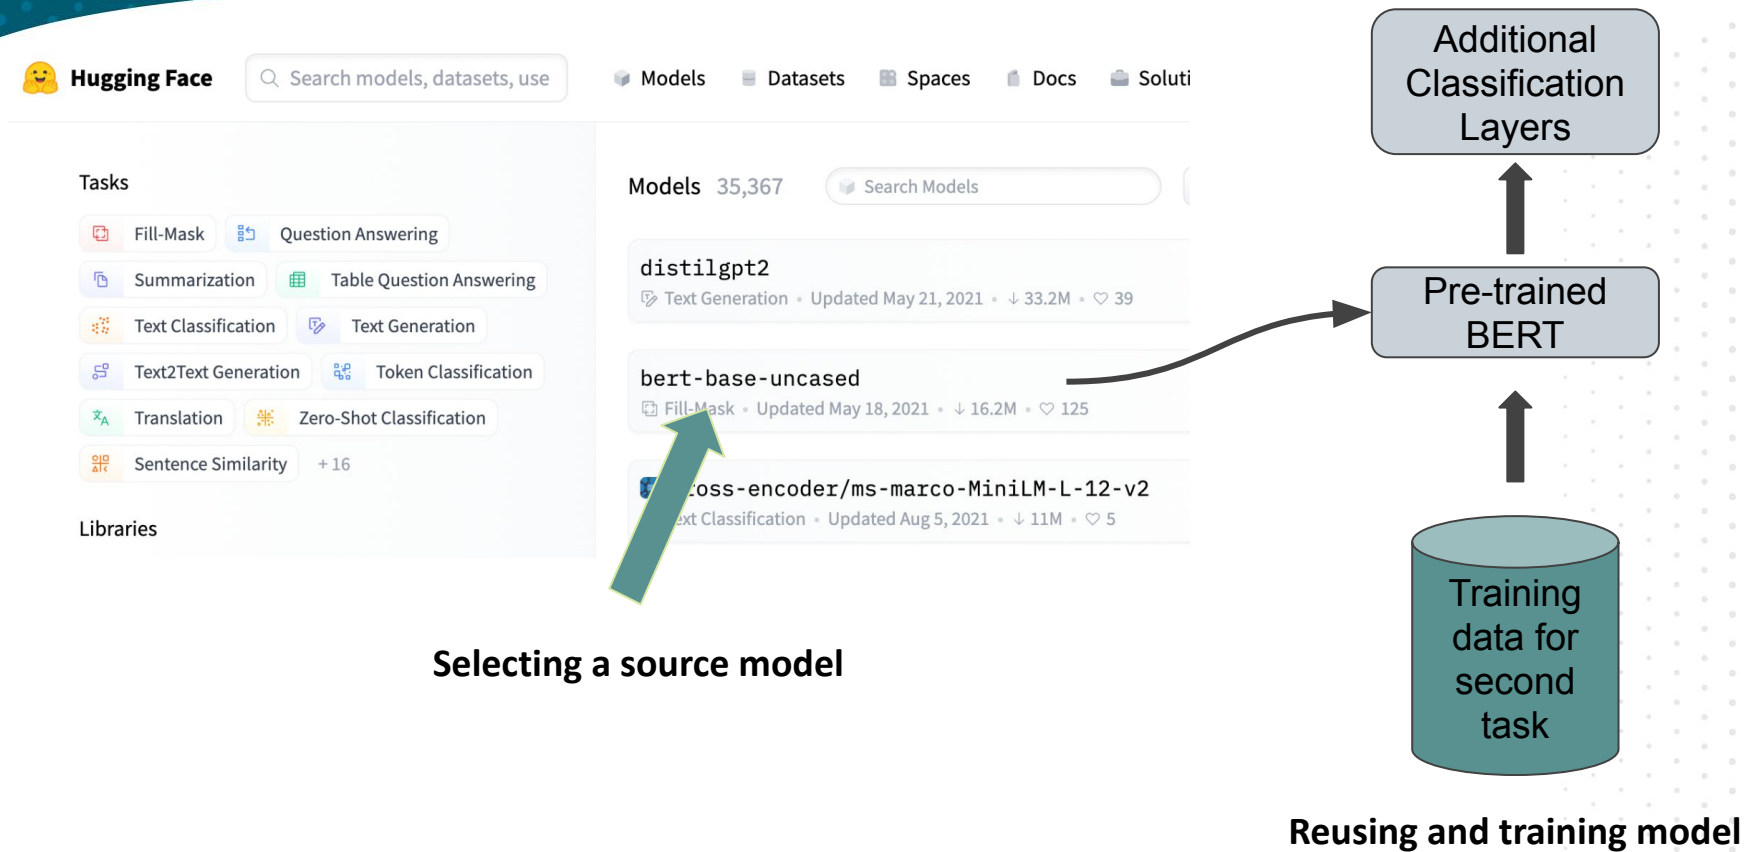 Hugging Face
Search models, datasets, use
Models
Datasets
Spaces
Docs
Soluti
Tasks
Fill-Mask
Question Answering
Summarization
Table Question Answering
Text Classification
Text Generation
Text2Text Generation
Token Classification
Translation
Zero-Shot Classification
Sentence Similarity
+ 16
Libraries
Models 35,367
Search Models
distilgpt2
Text Generation • Updated May 21, 2021 • ↓ 33.2M • ♡ 39
bert-base-uncased
Fill-Mask • Updated May 18, 2021 • ↓ 16.2M • ♡ 125
ross-encoder/ms-marco-MiniLM-L-12-v2
ext Classification • Updated Aug 5, 2021 • ↓ 11M • ♡ 5
Selecting a source model
Additional
Classification
Layers
Pre-trained
BERT
Training
data for
second
task
Reusing and training model